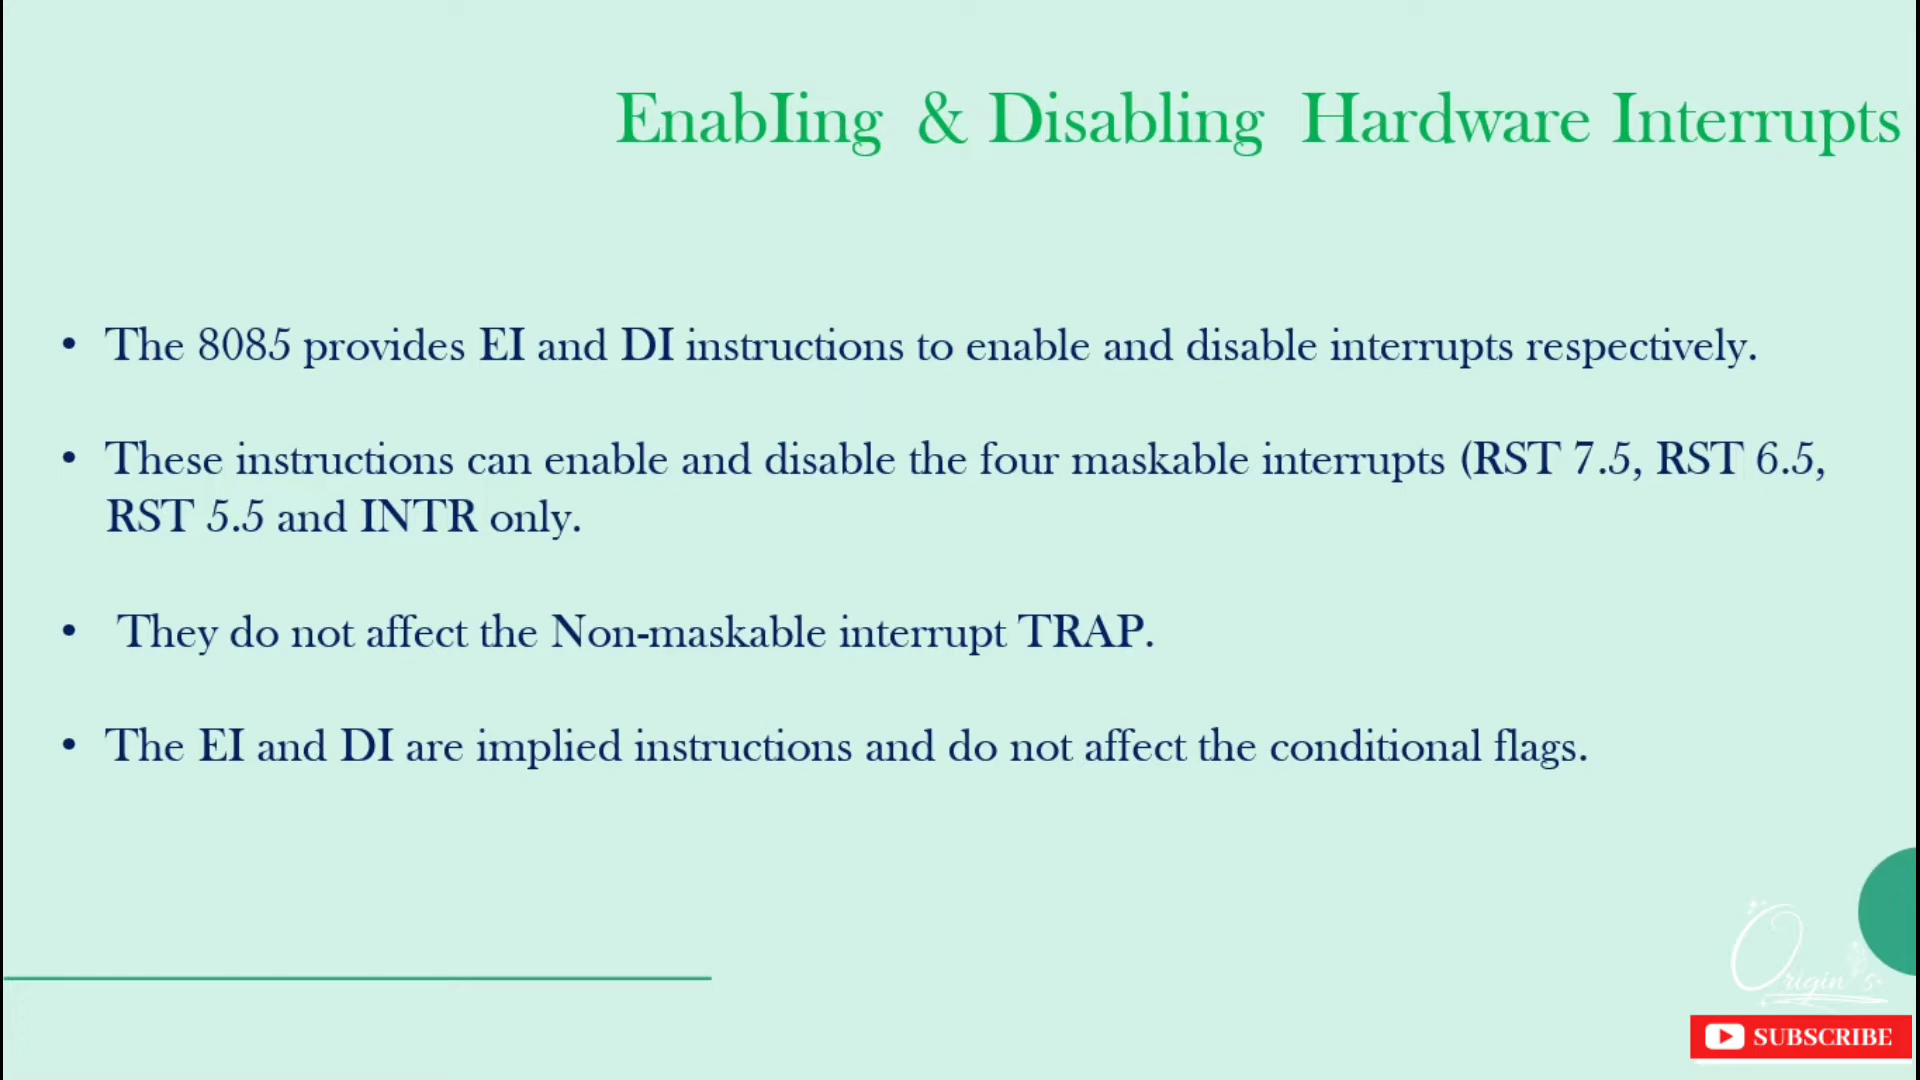 Enabling & Disabling Hardware Interrupts
• The 8085 provides EI and DI instructions to enable and disable interrupts respectively.
• These instructions can enable and disable the four maskable interrupts (RST 7.5, RST 6.5,
RST 5.5 and INTR only.
• They do not affect the Non-maskable interrupt TRAP.
• The EI and DI are implied instructions and do not affect the conditional flags.
Origin's
SUBSCRIBE